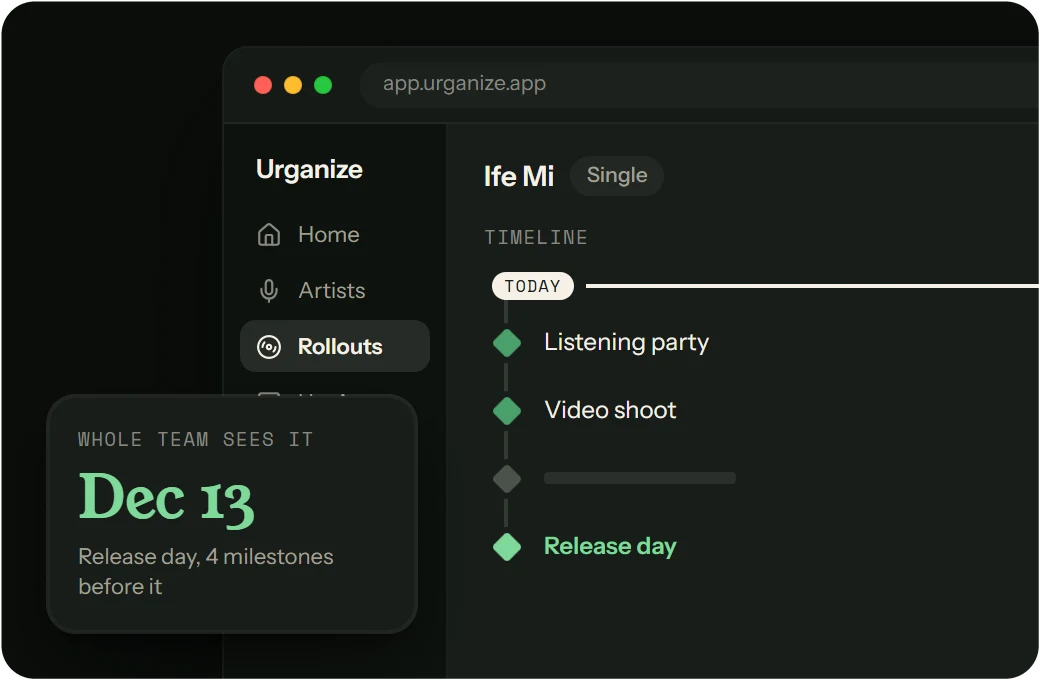 app.urganize.app
Urganize
Home
Artists
Rollouts
Ife Mi
Single
TIMELINE
TODAY
Listening party
Video shoot
Release day
WHOLE TEAM SEES IT
Dec 13
Release day, 4 milestones
before it